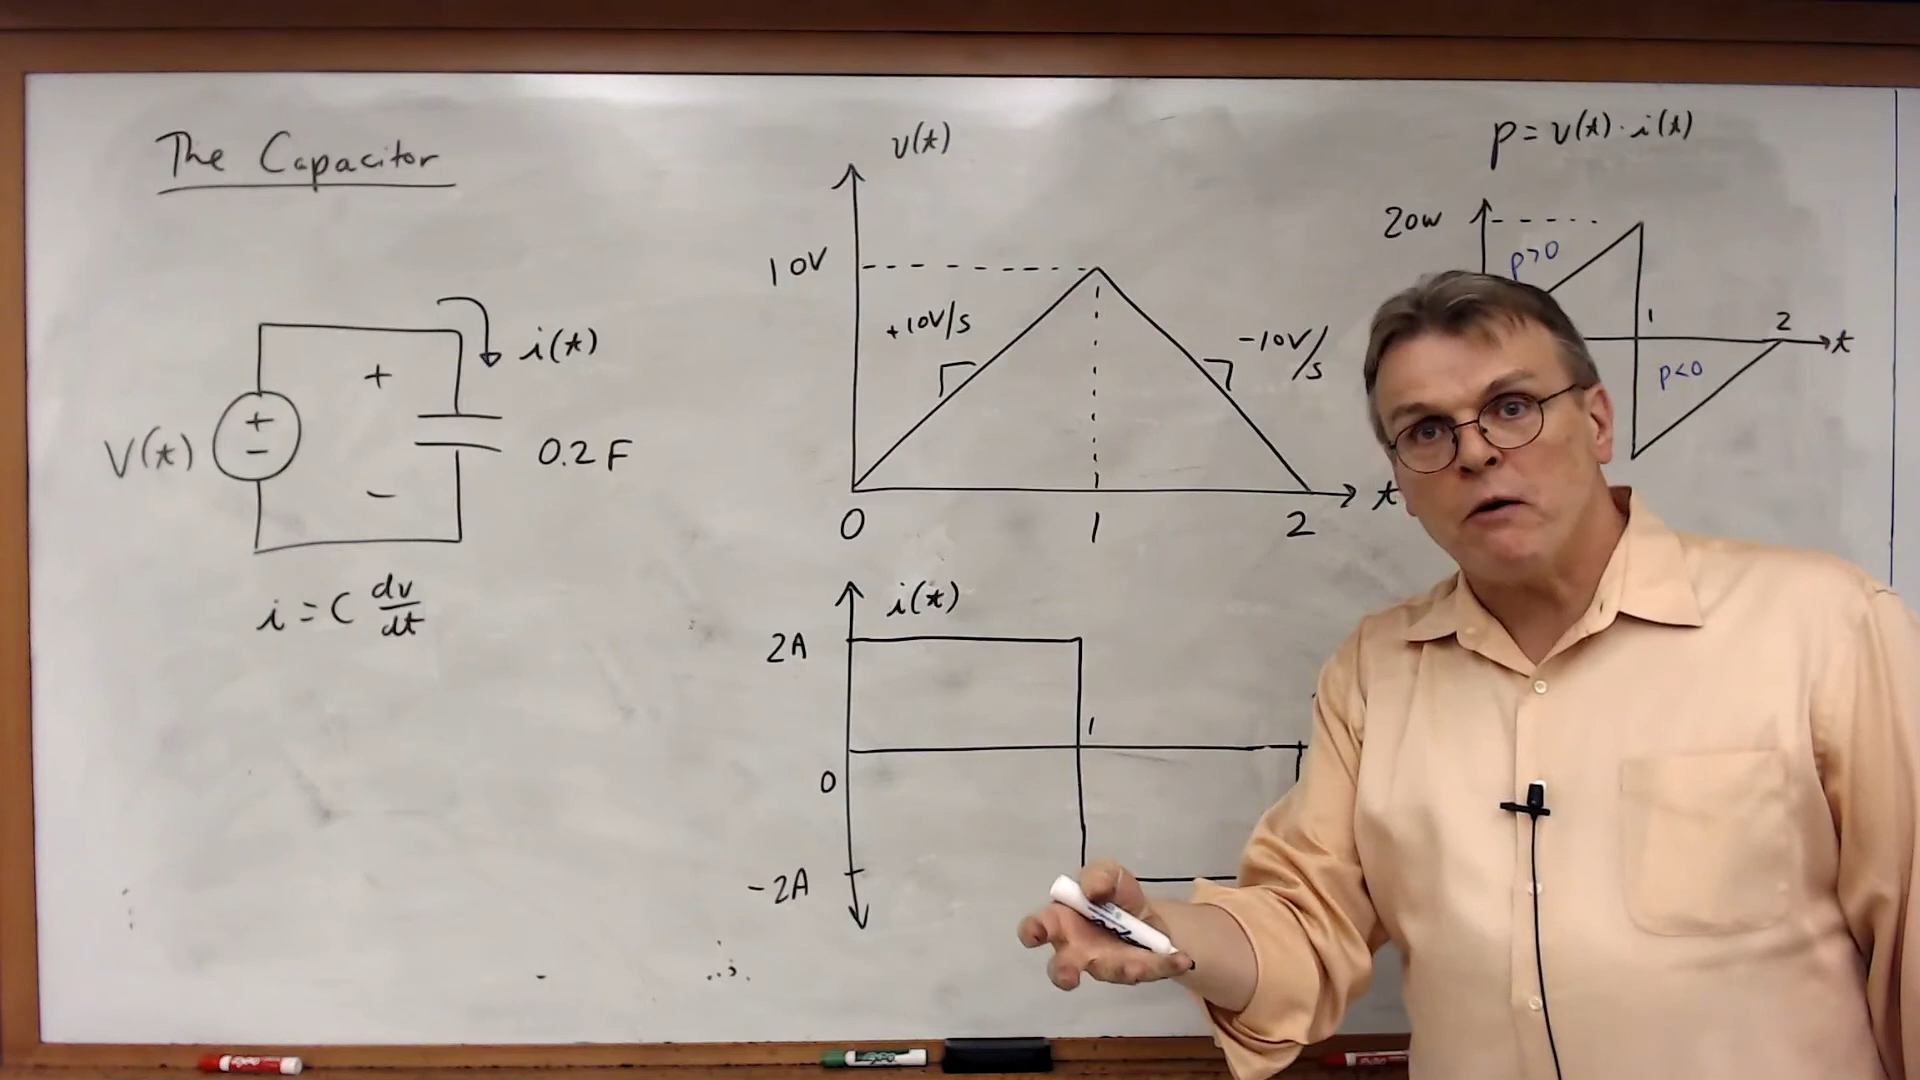 The Capacitor
V(t)
+
-
+
-
i(t)
0.2 F
i = C dv/dt
v(t)
10V
+10V/s
-10V/s
0
1
2
t
i(t)
2A
1
0
-2A
p = v(t) · i(t)
20w
p>0
1
2
t
p<0